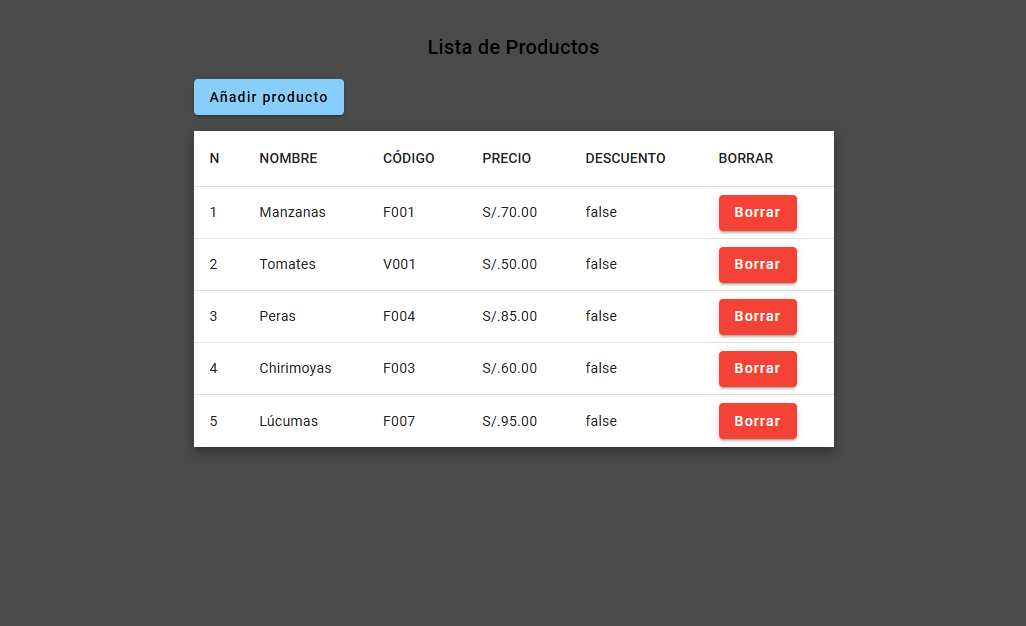 Lista de Productos
Añadir producto
N NOMBRE CÓDIGO PRECIO DESCUENTO BORRAR
1 Manzanas F001 S/.70.00 false Borrar
2 Tomates V001 S/.50.00 false Borrar
3 Peras F004 S/.85.00 false Borrar
4 Chirimoyas F003 S/.60.00 false Borrar
5 Lúcumas F007 S/.95.00 false Borrar